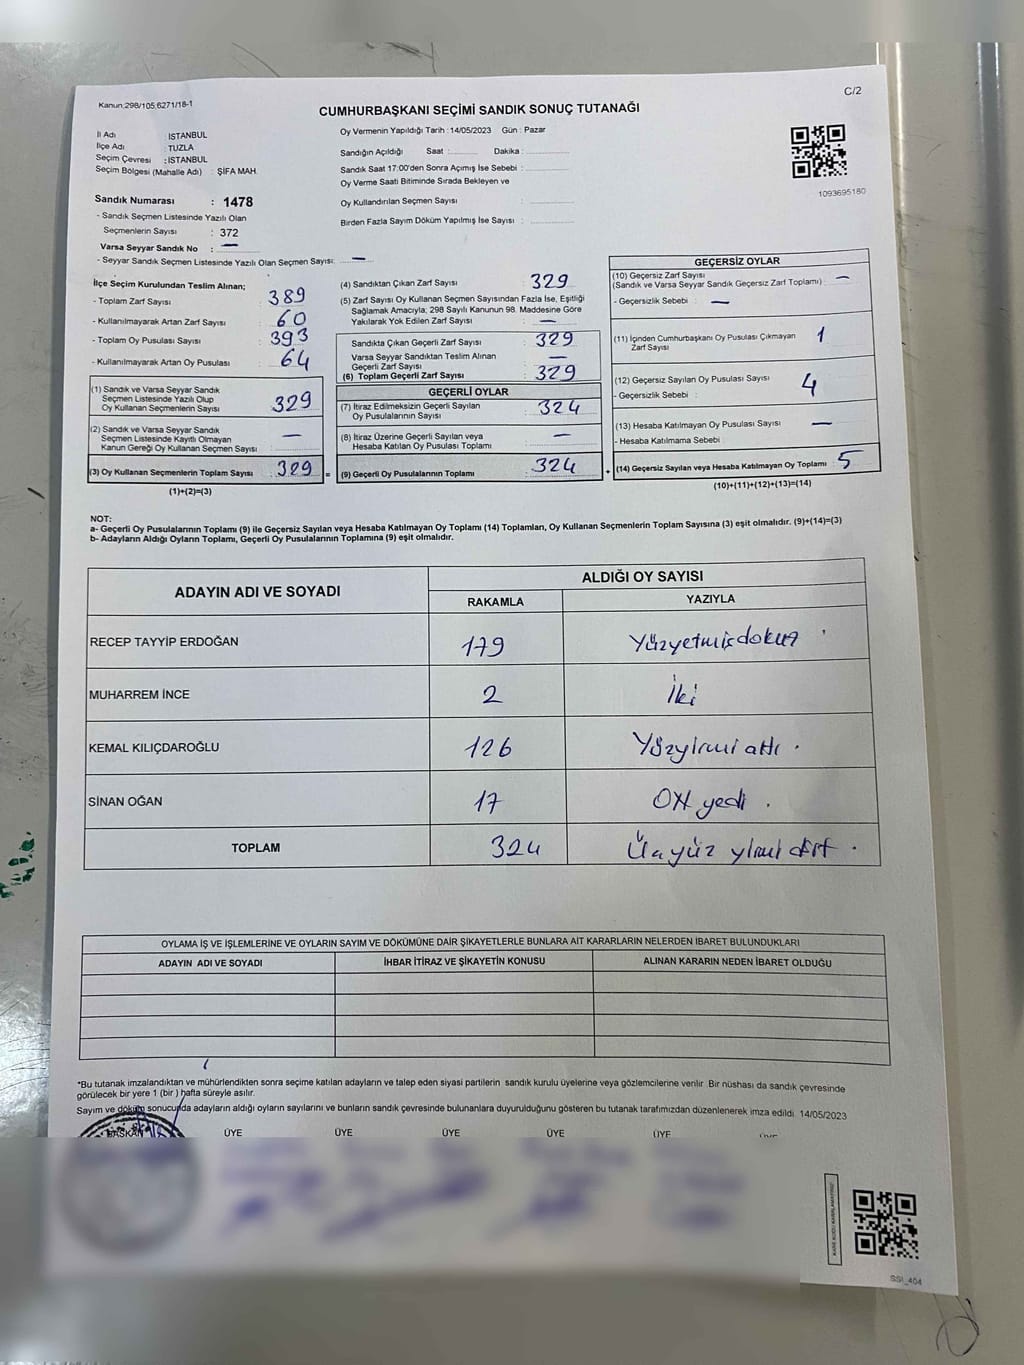 Kanun;298/105;6271/18-1
C/2
CUMHURBAŞKANI SEÇİMİ SANDIK SONUÇ TUTANAĞI
İl Adı : İSTANBUL
İlçe Adı : TUZLA
Seçim Çevresi : İSTANBUL
Seçim Bölgesi (Mahalle Adı) : ŞİFA MAH.
Sandık Numarası : 1478
- Sandık Seçmen Listesinde Yazılı Olan
Seçmenlerin Sayısı : 372
Varsa Seyyar Sandık No : —
- Seyyar Sandık Seçmen Listesinde Yazılı Olan Seçmen Sayısı: —
Oy Vermenin Yapıldığı Tarih : 14/05/2023 Gün : Pazar
Sandığın Açıldığı Saat : Dakika :
Sandık Saat 17:00'den Sonra Açımış İse Sebebi :
Oy Verme Saati Bitiminde Sırada Bekleyen ve
Oy Kullandırılan Seçmen Sayısı :
Birden Fazla Sayım Döküm Yapılmış İse Sayısı :
1093695180
İlçe Seçim Kurulundan Teslim Alınan;
- Toplam Zarf Sayısı : 389
- Kullanılmayarak Artan Zarf Sayısı : 60
- Toplam Oy Pusulası Sayısı : 393
- Kullanılmayarak Artan Oy Pusulası : 64
(1) Sandık ve Varsa Seyyar Sandık
Seçmen Listesinde Yazılı Olup
Oy Kullanan Seçmenlerin Sayısı : 329
(2) Sandık ve Varsa Seyyar Sandık
Seçmen Listesinde Kayıtlı Olmayan
Kanun Gereği Oy Kullanan Seçmen Sayısı : —
(3) Oy Kullanan Seçmenlerin Toplam Sayısı : 329 =
(1)+(2)=(3)
(4) Sandıktan Çıkan Zarf Sayısı : 329
(5) Zarf Sayısı Oy Kullanan Seçmen Sayısından Fazla İse, Eşitliği
Sağlamak Amacıyla; 298 Sayılı Kanunun 98. Maddesine Göre
Yakılarak Yok Edilen Zarf Sayısı : —
Sandıkta Çıkan Geçerli Zarf Sayısı : 329
Varsa Seyyar Sandıktan Teslim Alınan
Geçerli Zarf Sayısı : —
(6) Toplam Geçerli Zarf Sayısı : 329
GEÇERLİ OYLAR
(7) İtiraz Edilmeksizin Geçerli Sayılan
Oy Pusulalarının Sayısı : 324
(8) İtiraz Üzerine Geçerli Sayılan veya
Hesaba Katılan Oy Pusulası Toplamı : —
(9) Geçerli Oy Pusulalarının Toplamı : 324 +
GEÇERSİZ OYLAR
(10) Geçersiz Zarf Sayısı
(Sandık ve Varsa Seyyar Sandık Geçersiz Zarf Toplamı) : —
- Geçersizlik Sebebi : —
(11) İçinden Cumhurbaşkanı Oy Pusulası Çıkmayan : 1
Zarf Sayısı
(12) Geçersiz Sayılan Oy Pusulası Sayısı : 4
- Geçersizlik Sebebi :
(13) Hesaba Katılmayan Oy Pusulası Sayısı : —
- Hesaba Katılmama Sebebi :
(14) Geçersiz Sayılan veya Hesaba Katılmayan Oy Toplamı : 5
(10)+(11)+(12)+(13)=(14)
NOT:
a- Geçerli Oy Pusulalarının Toplamı (9) ile Geçersiz Sayılan veya Hesaba Katılmayan Oy Toplamı (14) Toplamları, Oy Kullanan Seçmenlerin Toplam Sayısına (3) eşit olmalıdır. (9)+(14)=(3)
b- Adayların Aldığı Oyların Toplamı, Geçerli Oy Pusulalarının Toplamına (9) eşit olmalıdır.
ADAYIN ADI VE SOYADI
ALDIĞI OY SAYISI
RAKAMLA YAZIYLA
RECEP TAYYİP ERDOĞAN 179 Yüzyetmişdokuz
MUHARREM İNCE 2 İki
KEMAL KILIÇDAROĞLU 126 Yüzyirmi altı .
SİNAN OĞAN 17 On yedi .
TOPLAM 324 Üçyüz yirmi dört .
OYLAMA İŞ VE İŞLEMLERİNE VE OYLARIN SAYIM VE DÖKÜMÜNE DAİR ŞİKAYETLERLE BUNLARA AİT KARARLARIN NELERDEN İBARET BULUNDUKLARI
ADAYIN ADI VE SOYADI İHBAR İTİRAZ VE ŞİKAYETİN KONUSU ALINAN KARARIN NEDEN İBARET OLDUĞU
*Bu tutanak imzalandıktan ve mühürlendikten sonra seçime katılan adayların ve talep eden siyasi partilerin sandık kurulu üyelerine veya gözlemcilerine verilir. Bir nüshası da sandık çevresinde
görülecek bir yere 1 (bir) hafta süreyle asılır.
Sayım ve döküm sonucunda adayların aldığı oyların sayılarını ve bunların sandık çevresinde bulunanlara duyurulduğunu gösteren bu tutanak tarafımızdan düzenlenerek imza edildi. 14/05/2023
BAŞKAN ÜYE ÜYE ÜYE ÜYE ÜYE ÜYE
SSI_404